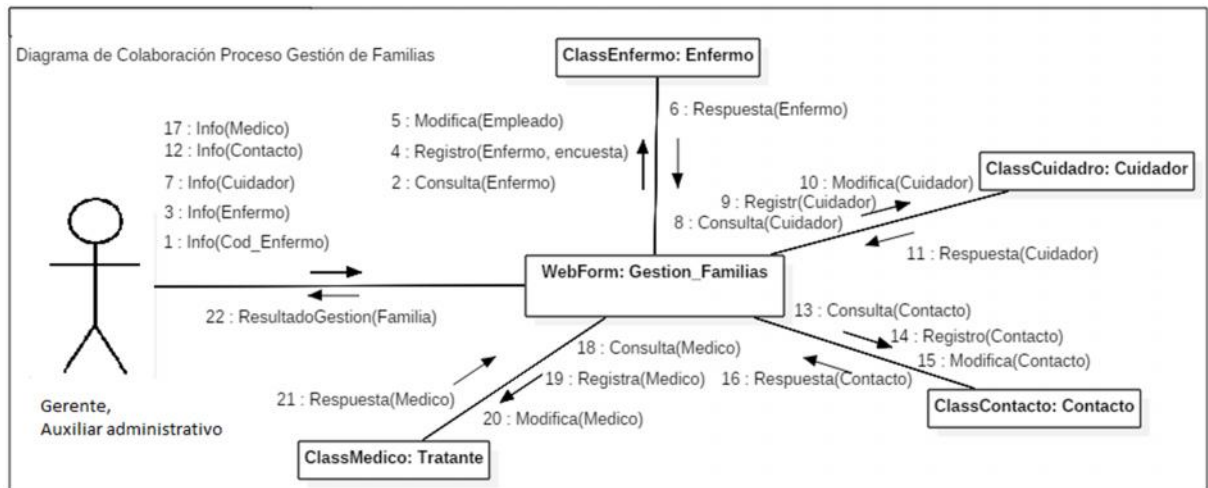 Diagrama de Colaboración Proceso Gestión de Familias
ClassEnfermo: Enfermo
17 : Info(Medico)
12 : Info(Contacto)
7 : Info(Cuidador)
3 : Info(Enfermo)
1 : Info(Cod_Enfermo)
5 : Modifica(Empleado)
4 : Registro(Enfermo, encuesta)
2 : Consulta(Enfermo)
6 : Respuesta(Enfermo)
ClassCuidadro: Cuidador
10 : Modifica(Cuidador)
9 : Registr(Cuidador)
8 : Consulta(Cuidador)
11 : Respuesta(Cuidador)
WebForm: Gestion_Familias
22 : ResultadoGestion(Familia)
13 : Consulta(Contacto)
14 : Registro(Contacto)
15 : Modifica(Contacto)
16 : Respuesta(Contacto)
18 : Consulta(Medico)
19 : Registra(Medico)
20 : Modifica(Medico)
21 : Respuesta(Medico)
Gerente,
Auxiliar administrativo
ClassContacto: Contacto
ClassMedico: Tratante